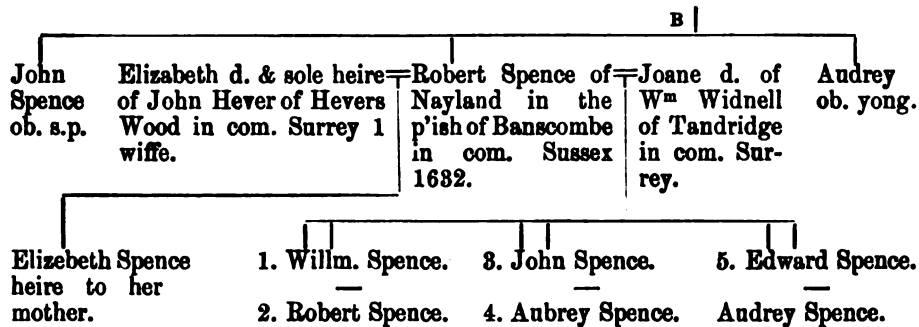 B
John
Spence
ob. s.p.
Elizabeth d. & sole heire
of John Hever of Hevers
Wood in com. Surrey 1
wiffe.
Robert Spence of
Nayland in the
p'ish of Banscombe
in com. Sussex
1632.
Joane d. of
Wm Widnell
of Tandridge
in com. Sur-
rey.
Audrey
ob. yong.
Elizebeth Spence
heire to her
mother.
1. Willm. Spence.
2. Robert Spence.
3. John Spence.
4. Aubrey Spence.
5. Edward Spence.
Audrey Spence.